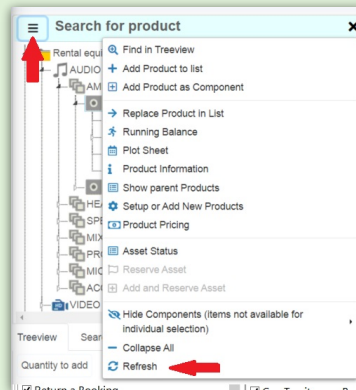 Search for product
Rental equi
AUDIO
AM
HE
SPE
MIX
PR
MIC
AC
VIDEO
Find in Treeview
Add Product to list
Add Product as Component
Replace Product in List
Running Balance
Plot Sheet
Product Information
Show parent Products
Setup or Add New Products
Product Pricing
Asset Status
Reserve Asset
Add and Reserve Asset
Hide Components (items not available for
individual selection)
Collapse All
Refresh
Treeview Sear
Quantity to add
Return a Booking